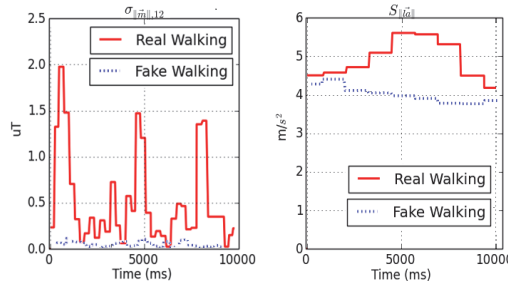 σ‖m⃗‖,12
2.5
2.0
1.5
1.0
0.5
0.0
uT
Real Walking
Fake Walking
0
5000
10000
Time (ms)
S‖l⃗a‖
6
5
4
3
2
1
0
m/s²
Real Walking
Fake Walking
0
5000
10000
Time (ms)